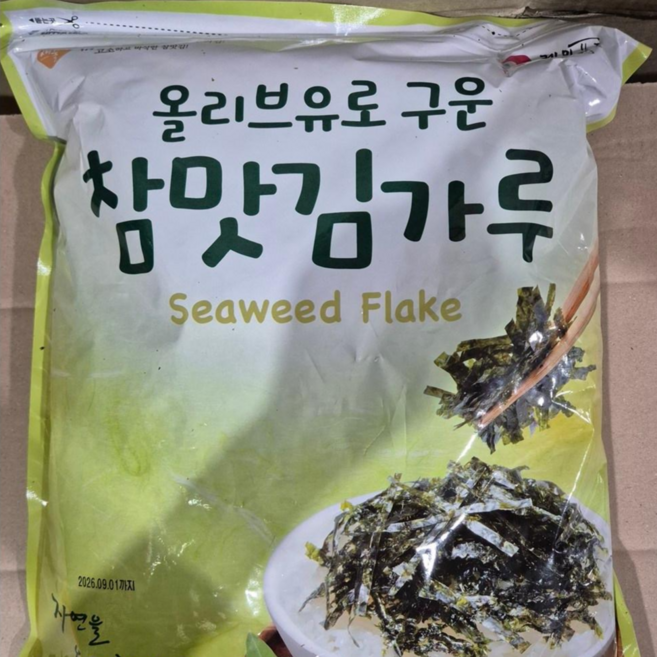 올리브유로 구운
참맛김가루
Seaweed Flake
2026.09.01까지
자연을